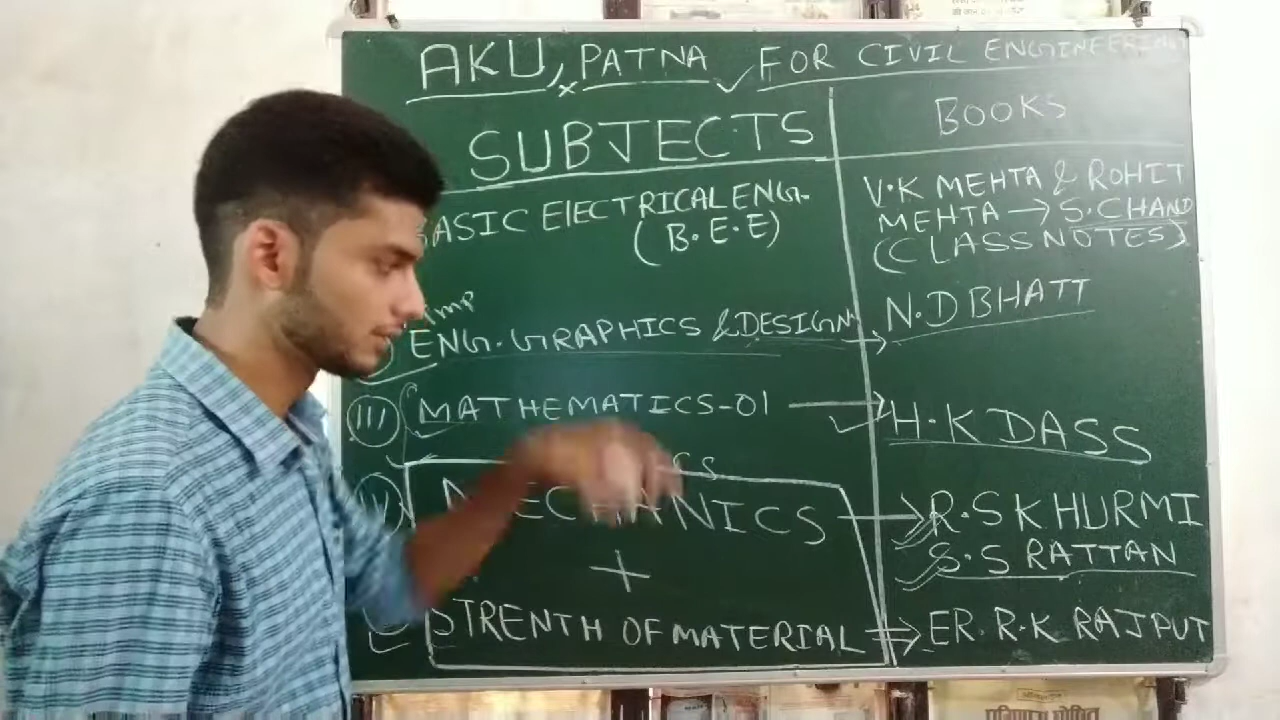 AKU, PATNA FOR CIVIL ENGINEERING
SUBJECTS
BOOKS
BASIC ElECTRICAL ENG.
(B.E.E)
V.K MEHTA & ROHIT
MEHTA → S.CHAND
(CLASS NOTES)
Imp
ENG. GRAPHICS & DESIGN →
N.D BHATT
III MATHEMATICS-01 →
H.K DASS
MECHANICS →
R.S KHURMI
S.S RATTAN
+
STRENTH OF MATERIAL →
ER. R.K RAJPUT